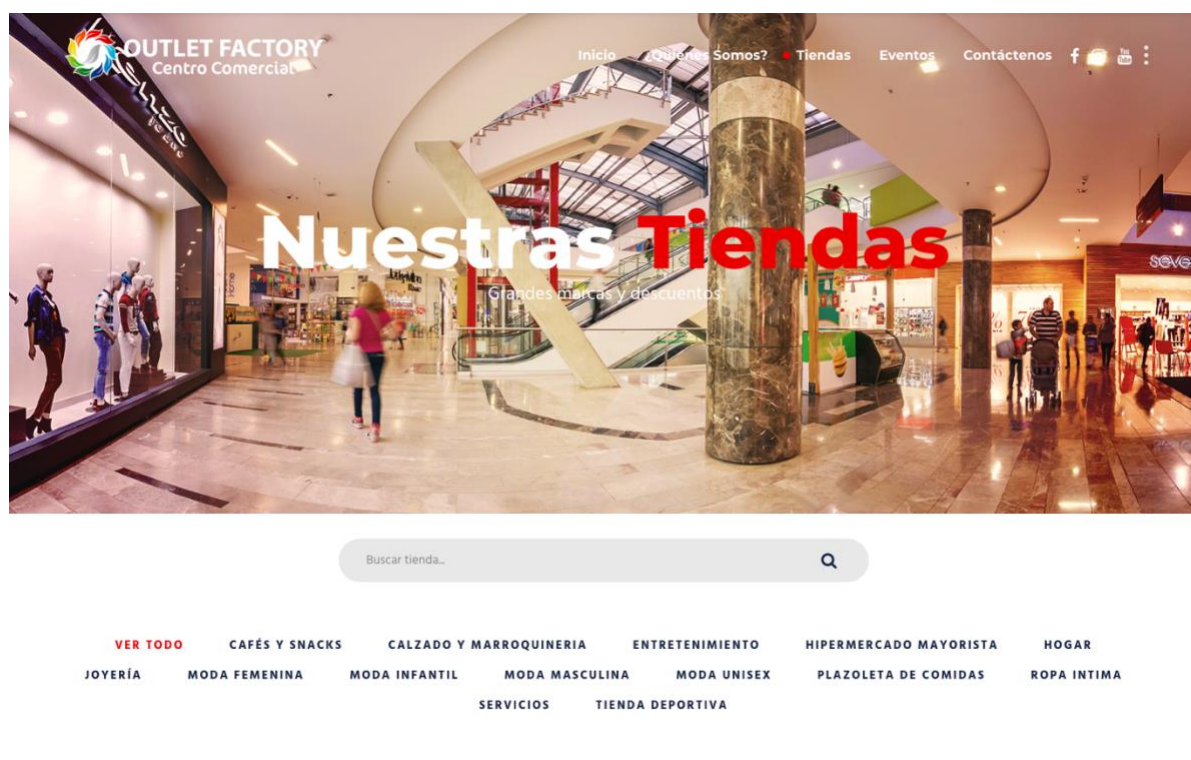 OUTLET FACTORY
Centro Comercial
Inicio ¿Quiénes Somos? Tiendas Eventos Contáctenos
You Tube
Nuestras Tiendas
Grandes marcas y descuentos
Buscar tienda...
VER TODO CAFÉS Y SNACKS CALZADO Y MARROQUINERIA ENTRETENIMIENTO HIPERMERCADO MAYORISTA HOGAR
JOYERÍA MODA FEMENINA MODA INFANTIL MODA MASCULINA MODA UNISEX PLAZOLETA DE COMIDAS ROPA INTIMA
SERVICIOS TIENDA DEPORTIVA